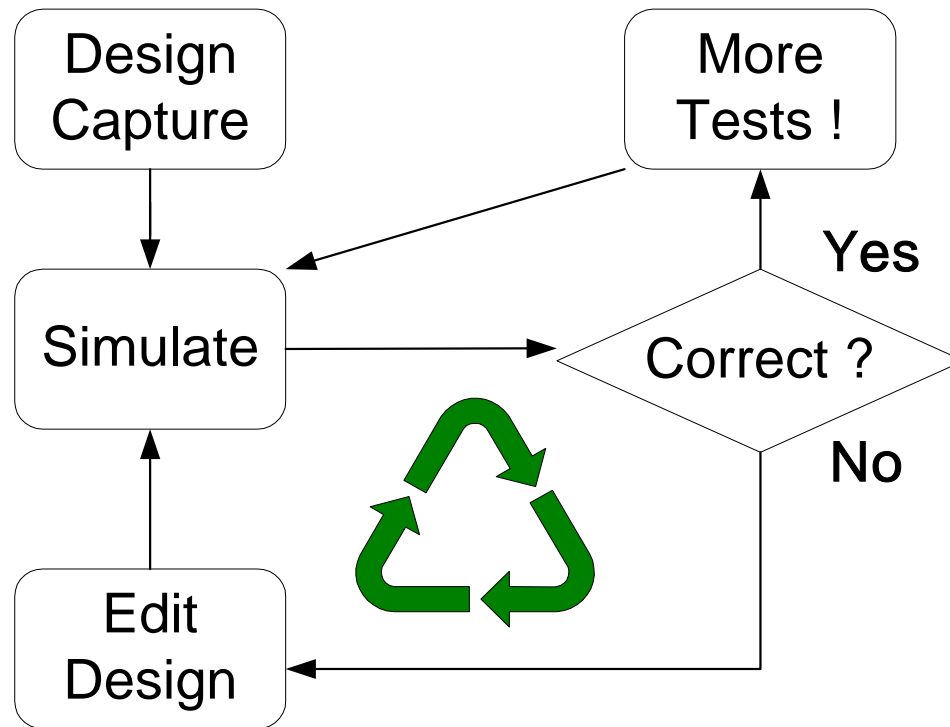 Design
Capture
More
Tests !
Yes
Simulate
Correct ?
No
Edit
Design